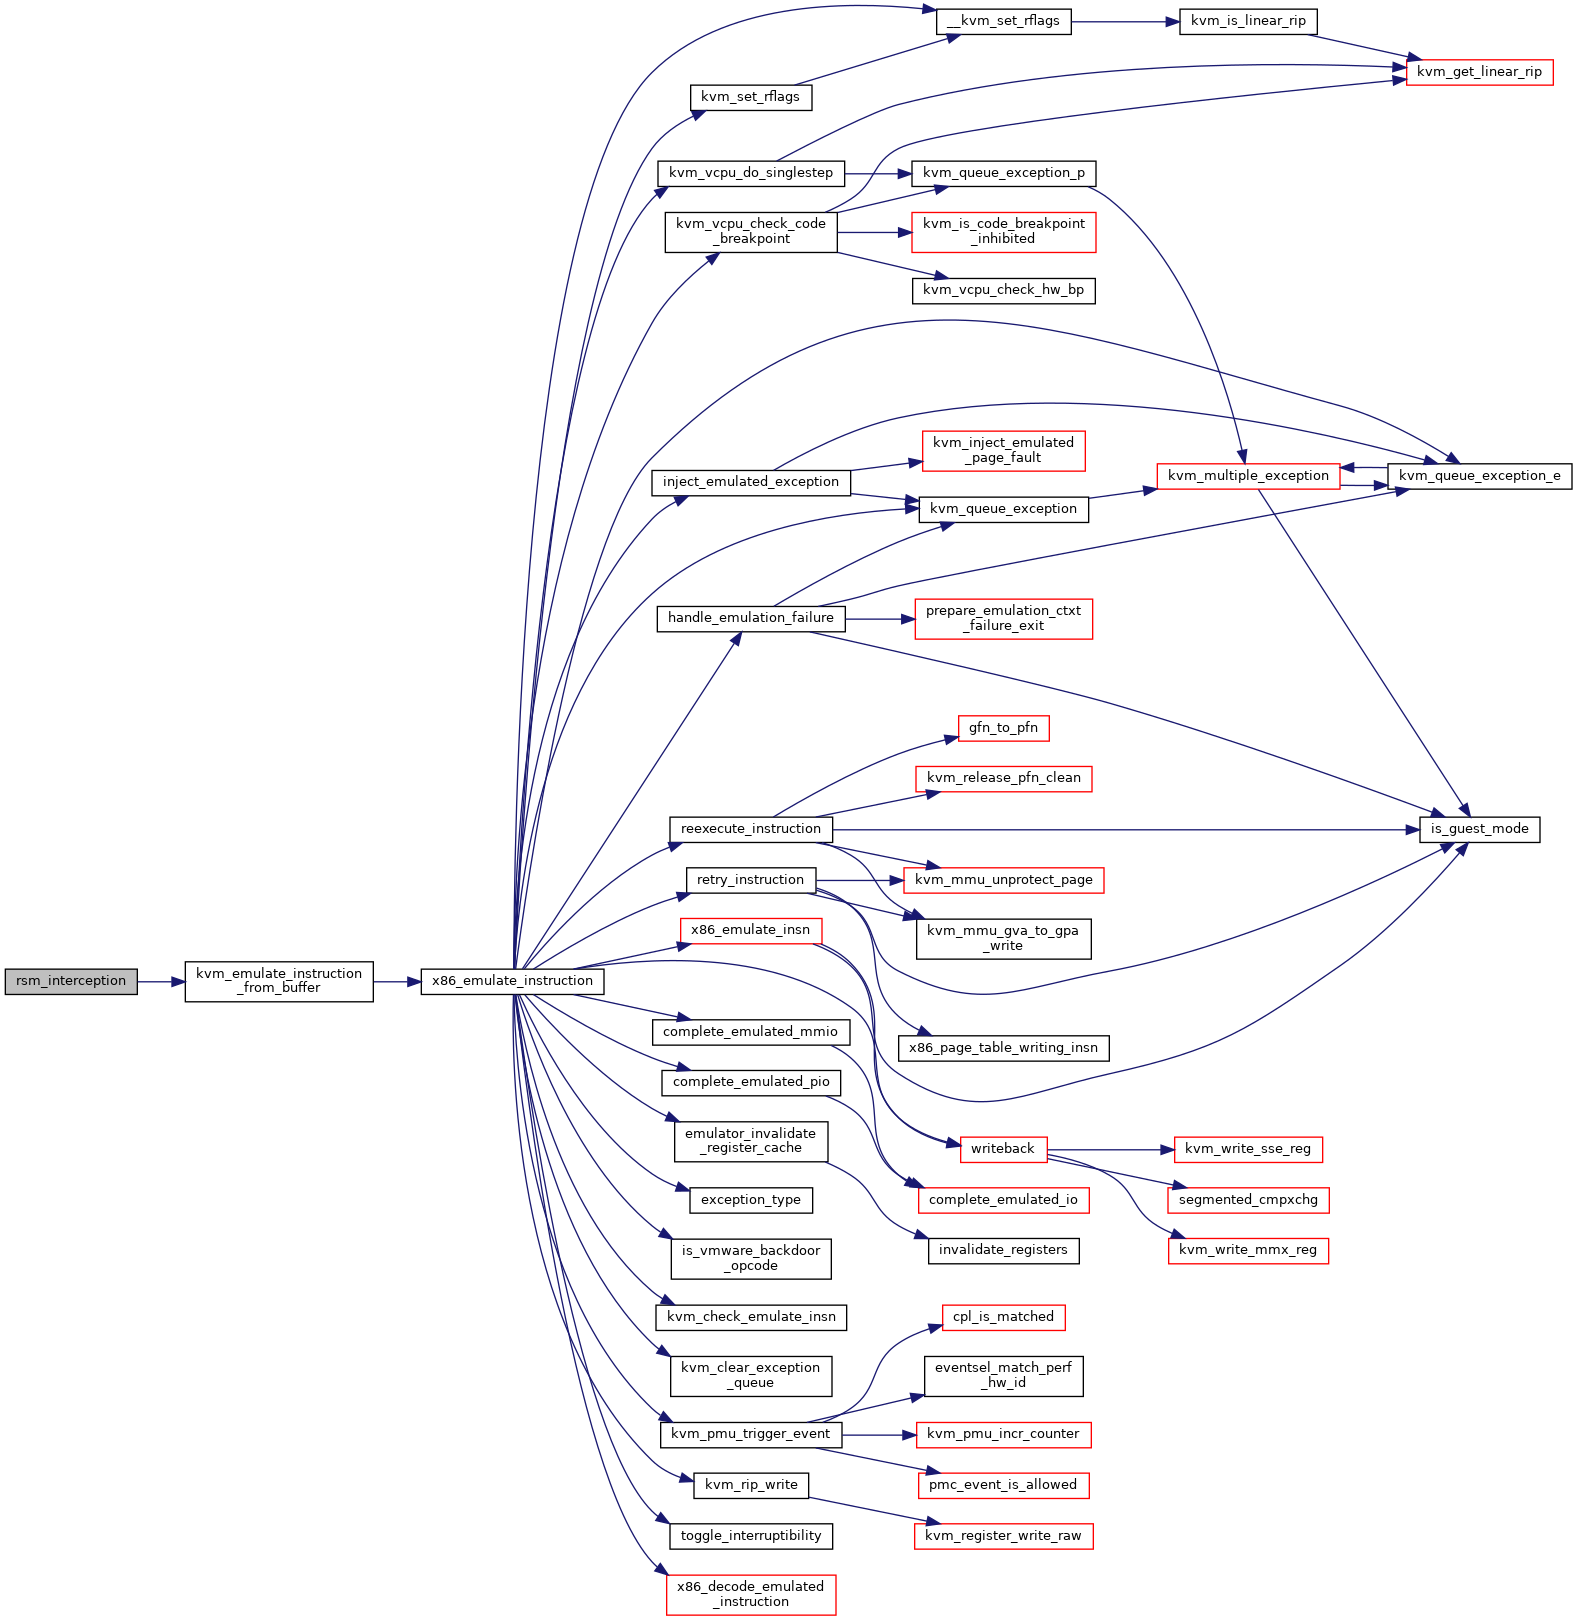 __kvm_set_rflags
kvm_is_linear_rip
kvm_get_linear_rip
kvm_set_rflags
kvm_vcpu_do_singlestep
kvm_queue_exception_p
kvm_vcpu_check_code
_breakpoint
kvm_is_code_breakpoint
_inhibited
kvm_vcpu_check_hw_bp
kvm_inject_emulated
_page_fault
inject_emulated_exception
kvm_multiple_exception
kvm_queue_exception_e
kvm_queue_exception
handle_emulation_failure
prepare_emulation_ctxt
_failure_exit
gfn_to_pfn
kvm_release_pfn_clean
reexecute_instruction
is_guest_mode
retry_instruction
kvm_mmu_unprotect_page
x86_emulate_insn
kvm_mmu_gva_to_gpa
_write
rsm_interception
kvm_emulate_instruction
_from_buffer
x86_emulate_instruction
complete_emulated_mmio
x86_page_table_writing_insn
complete_emulated_pio
emulator_invalidate
_register_cache
writeback
kvm_write_sse_reg
exception_type
complete_emulated_io
segmented_cmpxchg
is_vmware_backdoor
_opcode
invalidate_registers
kvm_write_mmx_reg
kvm_check_emulate_insn
cpl_is_matched
kvm_clear_exception
_queue
eventsel_match_perf
_hw_id
kvm_pmu_trigger_event
kvm_pmu_incr_counter
kvm_rip_write
pmc_event_is_allowed
toggle_interruptibility
kvm_register_write_raw
x86_decode_emulated
_instruction